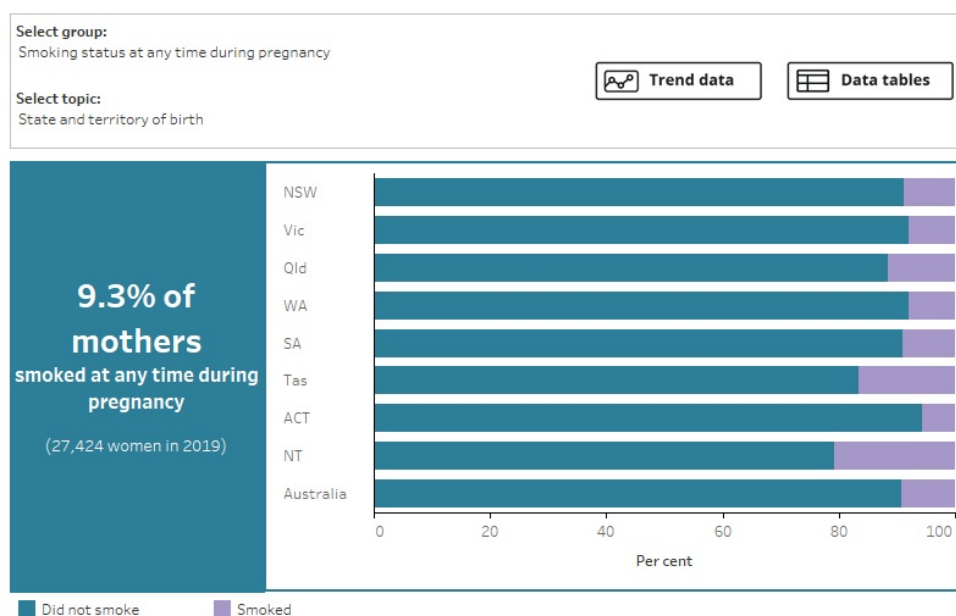 Select group:
Smoking status at any time during pregnancy
Trend data
Data tables
Select topic:
State and territory of birth
9.3% of
mothers
smoked at any time during
pregnancy
(27,424 women in 2019)
NSW
Vic
Qld
WA
SA
Tas
ACT
NT
Australia
0 20 40 60 80 100
Per cent
Did not smoke Smoked